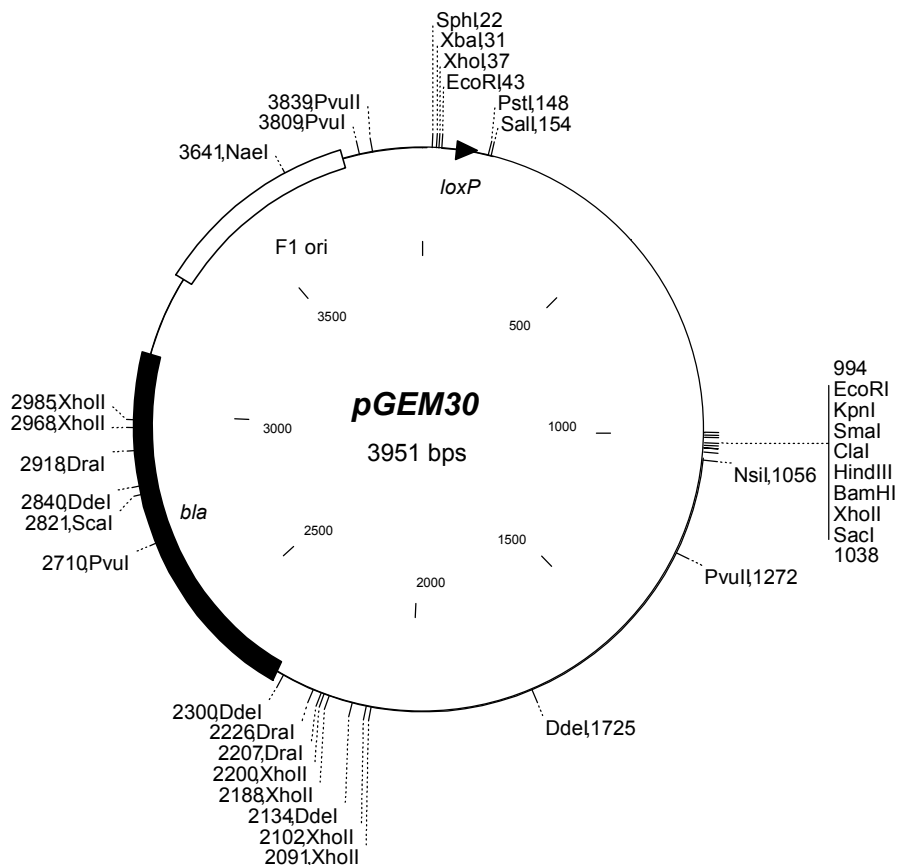 SphI,22
XbaI,31
XhoI,37
EcoRI,43
PstI,148
SalI,154
3839,PvuII
3809,PvuI
3641,NaeI
loxP
F1 ori
3500
500
994
EcoRI
KpnI
SmaI
ClaI
HindIII
BamHI
XhoII
SacI
1038
pGEM30
3951 bps
3000
1000
NsiI,1056
2985,XhoII
2968,XhoII
2918,DraI
2840,DdeI
2821,ScaI
2710,PvuI
bla
2500
1500
2000
PvuII,1272
DdeI,1725
2300,DdeI
2226,DraI
2207,DraI
2200,XhoII
2188,XhoII
2134,DdeI
2102,XhoII
2091,XhoII